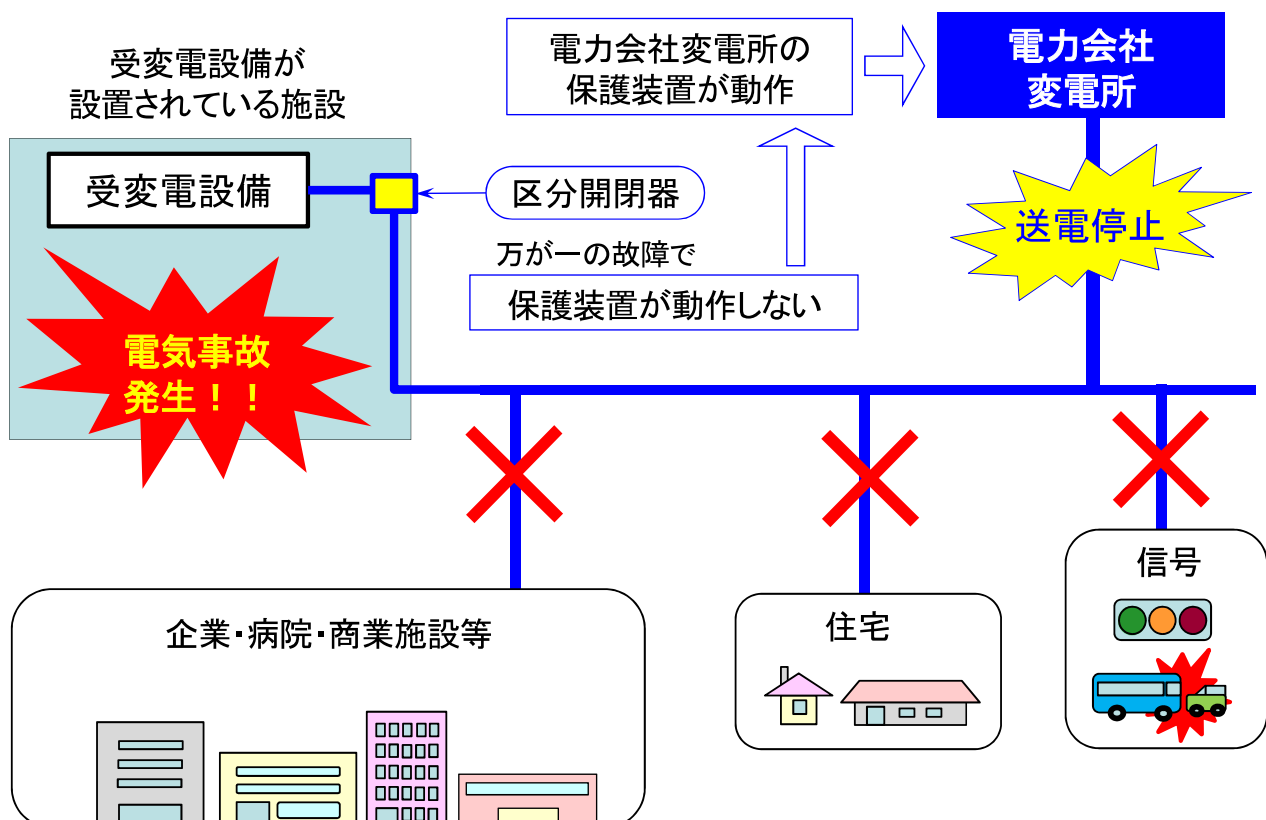 受変電設備が
設置されている施設
電力会社変電所の
保護装置が動作
電力会社
変電所
受変電設備
区分開閉器
送電停止
万が一の故障で
保護装置が動作しない
電気事故
発生！！
信号
企業・病院・商業施設等
住宅